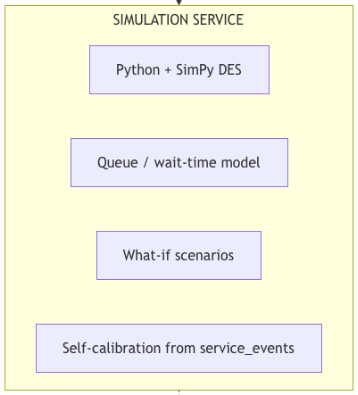 SIMULATION SERVICE
Python + SimPy DES
Queue / wait-time model
What-if scenarios
Self-calibration from service_events